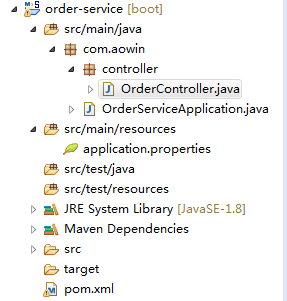 order-service [boot]
src/main/java
com.aowin
controller
OrderController.java
OrderServiceApplication.java
src/main/resources
application.properties
src/test/java
src/test/resources
JRE System Library [JavaSE-1.8]
Maven Dependencies
src
target
pom.xml